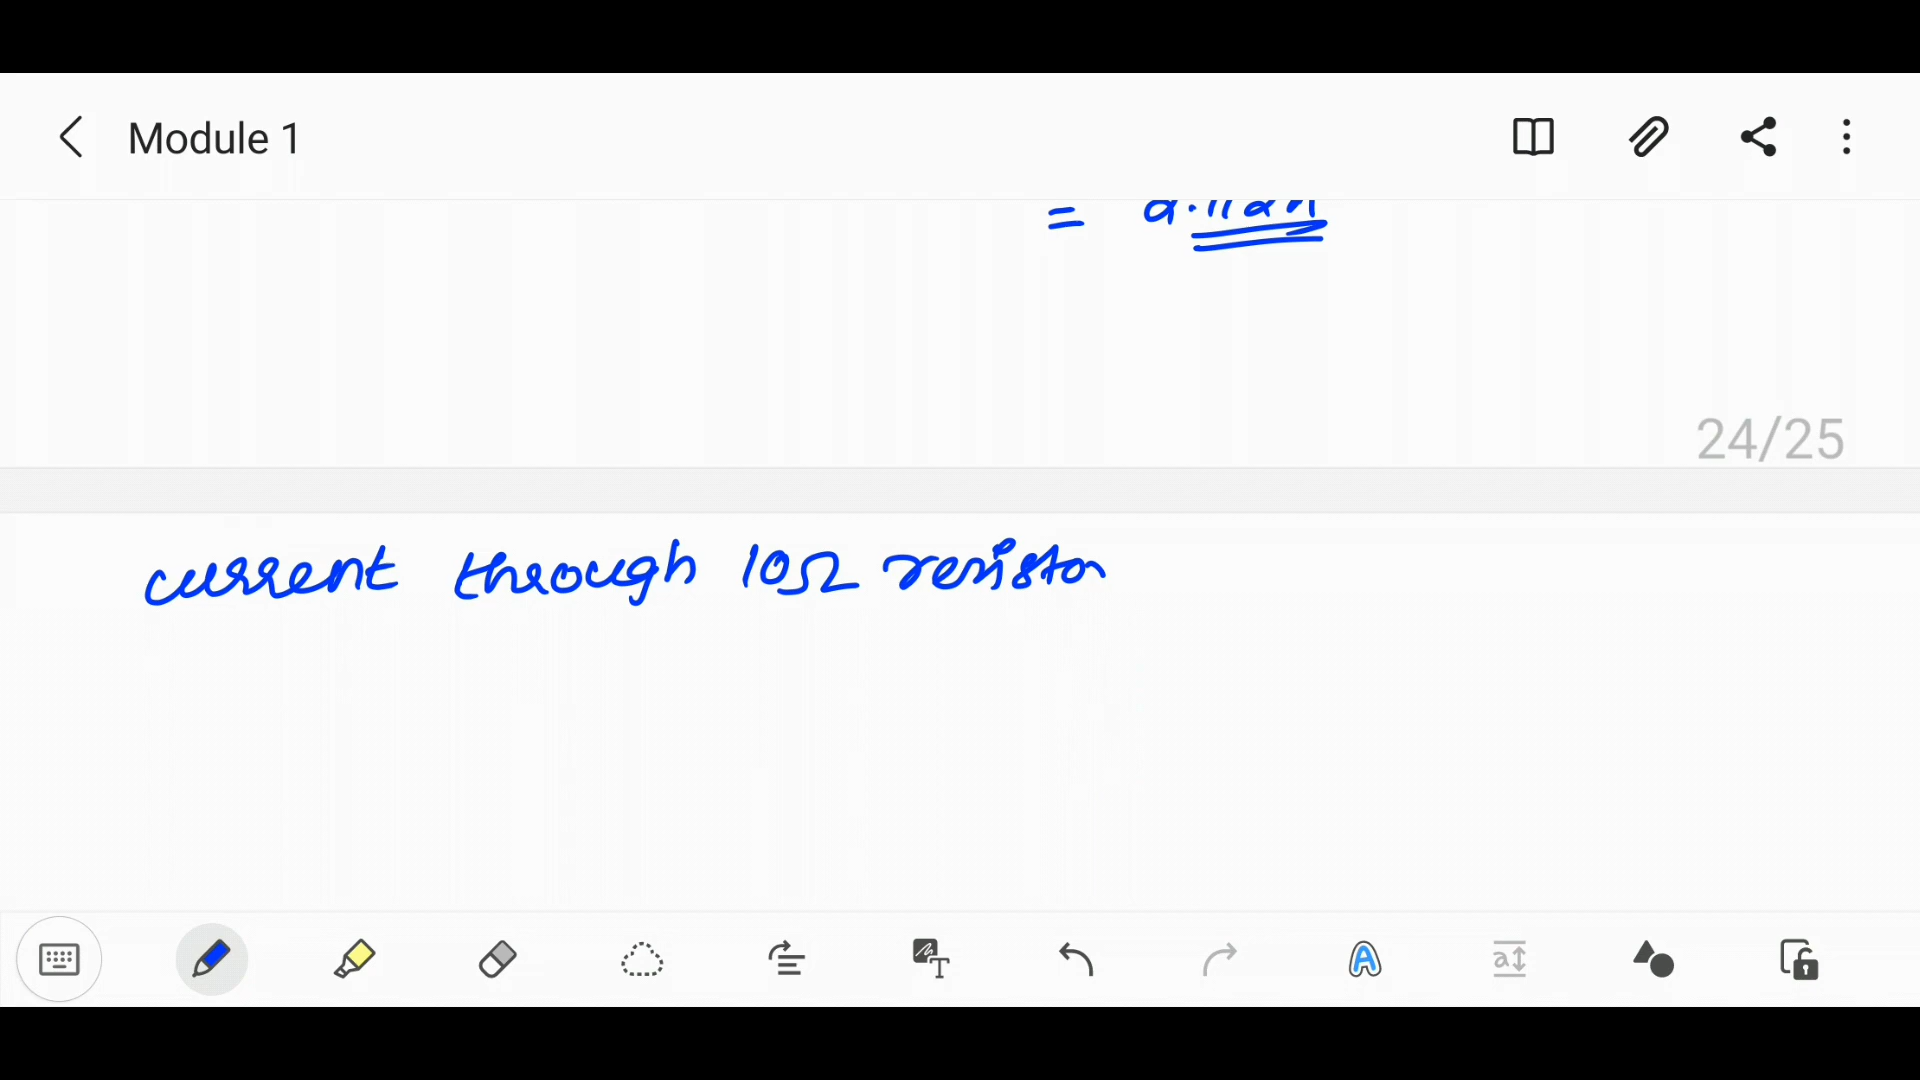 Module 1
=
24/25
current through 10Ω resistor